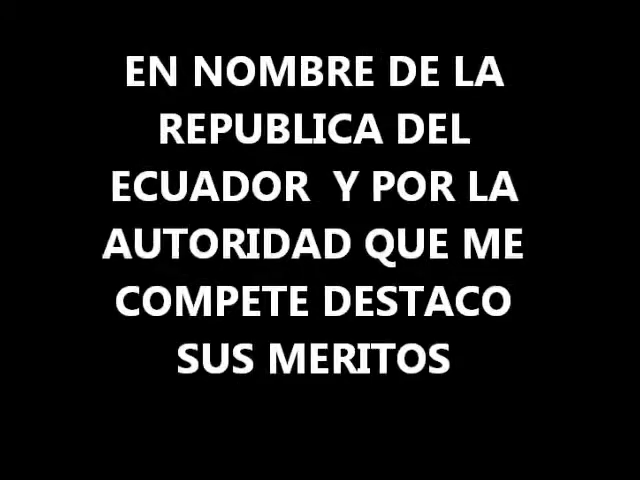 EN NOMBRE DE LA
REPUBLICA DEL
ECUADOR  Y POR LA
AUTORIDAD QUE ME
COMPETE DESTACO
SUS MERITOS